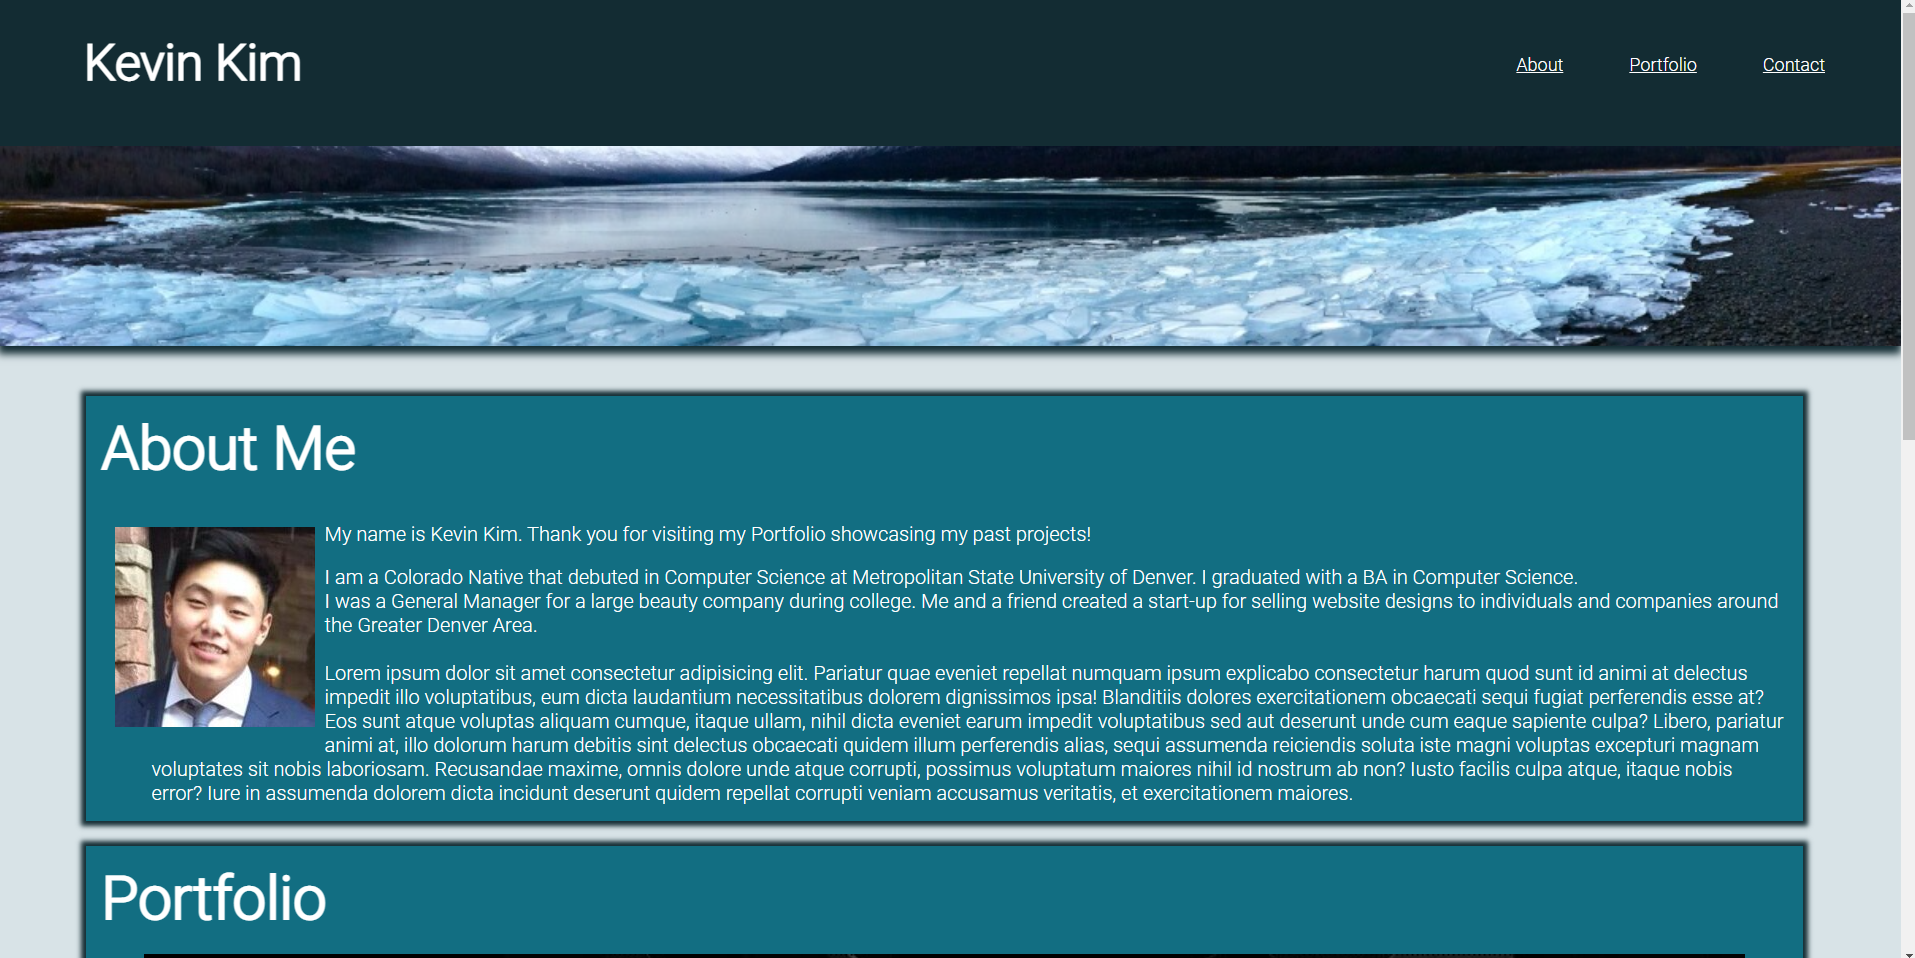 Kevin Kim
About Portfolio Contact
About Me
My name is Kevin Kim. Thank you for visiting my Portfolio showcasing my past projects!
I am a Colorado Native that debuted in Computer Science at Metropolitan State University of Denver. I graduated with a BA in Computer Science.
I was a General Manager for a large beauty company during college. Me and a friend created a start-up for selling website designs to individuals and companies around
the Greater Denver Area.
Lorem ipsum dolor sit amet consectetur adipisicing elit. Pariatur quae eveniet repellat numquam ipsum explicabo consectetur harum quod sunt id animi at delectus
impedit illo voluptatibus, eum dicta laudantium necessitatibus dolorem dignissimos ipsa! Blanditiis dolores exercitationem obcaecati sequi fugiat perferendis esse at?
Eos sunt atque voluptas aliquam cumque, itaque ullam, nihil dicta eveniet earum impedit voluptatibus sed aut deserunt unde cum eaque sapiente culpa? Libero, pariatur
animi at, illo dolorum harum debitis sint delectus obcaecati quidem illum perferendis alias, sequi assumenda reiciendis soluta iste magni voluptas excepturi magnam
voluptates sit nobis laboriosam. Recusandae maxime, omnis dolore unde atque corrupti, possimus voluptatum maiores nihil id nostrum ab non? Iusto facilis culpa atque, itaque nobis
error? Iure in assumenda dolorem dicta incidunt deserunt quidem repellat corrupti veniam accusamus veritatis, et exercitationem maiores.
Portfolio